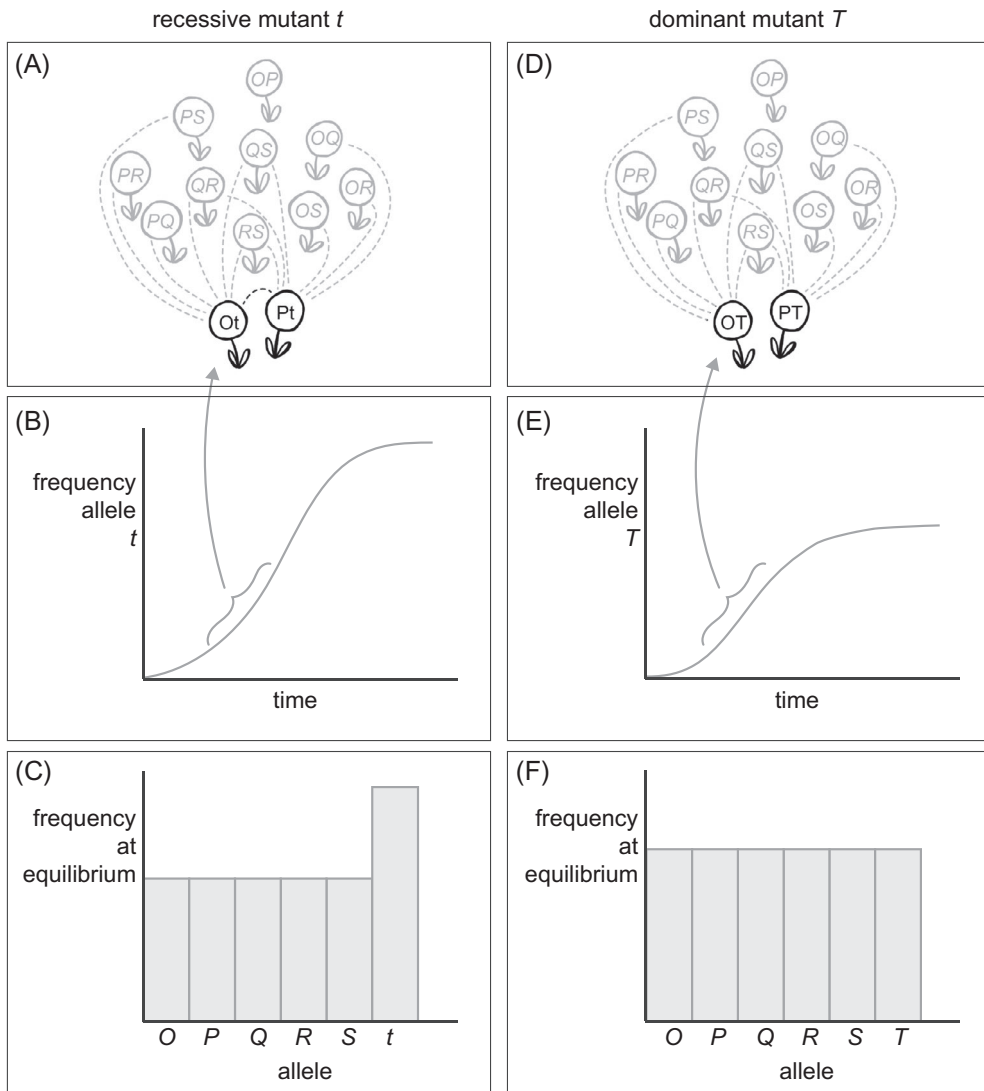 recessive mutant t
dominant mutant T
(A)
OP
PS
OQ
QS
PR
QR
OR
PQ
OS
RS
Ot
Pt
(D)
OP
PS
OQ
QS
PR
QR
OR
PQ
OS
RS
OT
PT
(B)
frequency
allele
t
time
(E)
frequency
allele
T
time
(C)
frequency
at
equilibrium
O P Q R S t
allele
(F)
frequency
at
equilibrium
O P Q R S T
allele